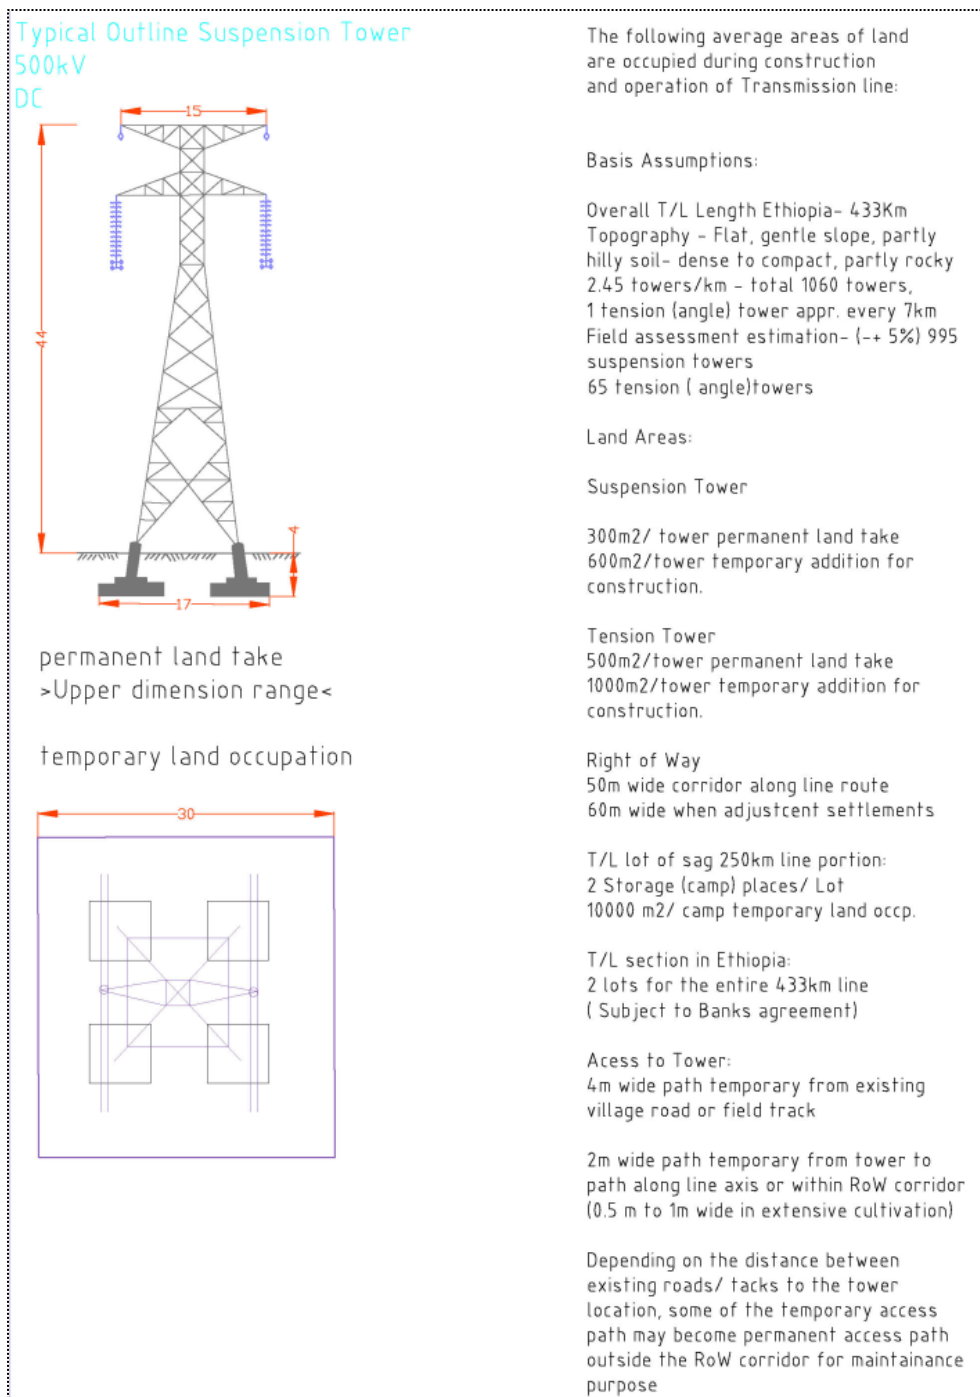 Typical Outline Suspension Tower
500kV
DC
15
44
4
17
permanent land take
>Upper dimension range<
temporary land occupation
30
The following average areas of land
are occupied during construction
and operation of Transmission line:
Basis Assumptions:
Overall T/L Length Ethiopia- 433Km
Topography - Flat, gentle slope, partly
hilly soil- dense to compact, partly rocky
2.45 towers/km - total 1060 towers,
1 tension (angle) tower appr. every 7km
Field assessment estimation- (-+ 5%) 995
suspension towers
65 tension ( angle)towers
Land Areas:
Suspension Tower
300m2/ tower permanent land take
600m2/tower temporary addition for
construction.
Tension Tower
500m2/tower permanent land take
1000m2/tower temporary addition for
construction.
Right of Way
50m wide corridor along line route
60m wide when adjustcent settlements
T/L lot of sag 250km line portion:
2 Storage (camp) places/ Lot
10000 m2/ camp temporary land occp.
T/L section in Ethiopia:
2 lots for the entire 433km line
( Subject to Banks agreement)
Acess to Tower:
4m wide path temporary from existing
village road or field track
2m wide path temporary from tower to
path along line axis or within RoW corridor
(0.5 m to 1m wide in extensive cultivation)
Depending on the distance between
existing roads/ tacks to the tower
location, some of the temporary access
path may become permanent access path
outside the RoW corridor for maintainance
purpose